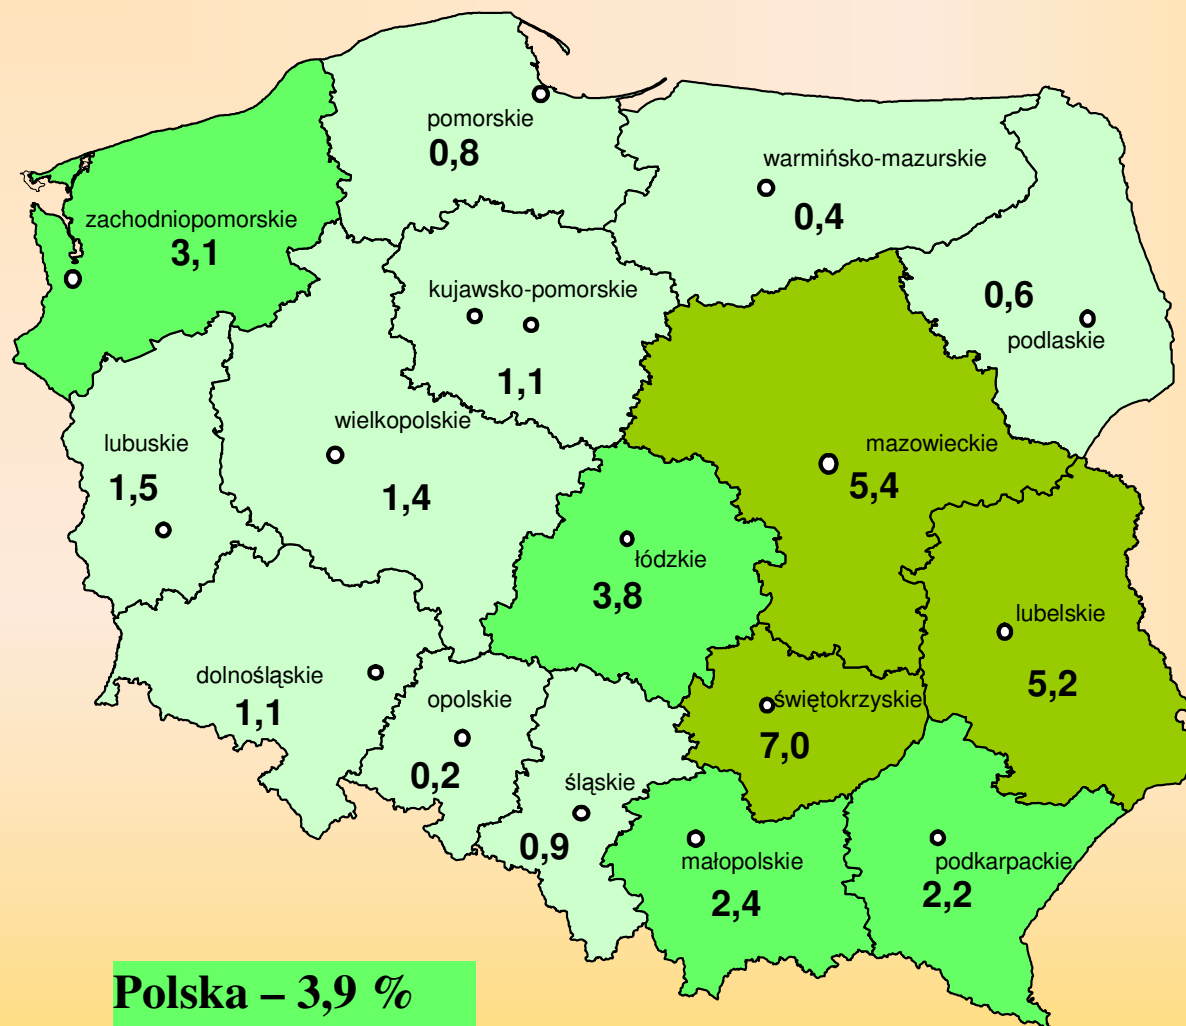 pomorskie
0,8
warmińsko-mazurskie
0,4
zachodniopomorskie
3,1
kujawsko-pomorskie
1,1
0,6
podlaskie
wielkopolskie
1,4
lubuskie
1,5
mazowieckie
5,4
łódzkie
3,8
lubelskie
5,2
dolnośląskie
1,1
opolskie
0,2
świętokrzyskie
7,0
śląskie
0,9
małopolskie
2,4
podkarpackie
2,2
Polska – 3,9 %